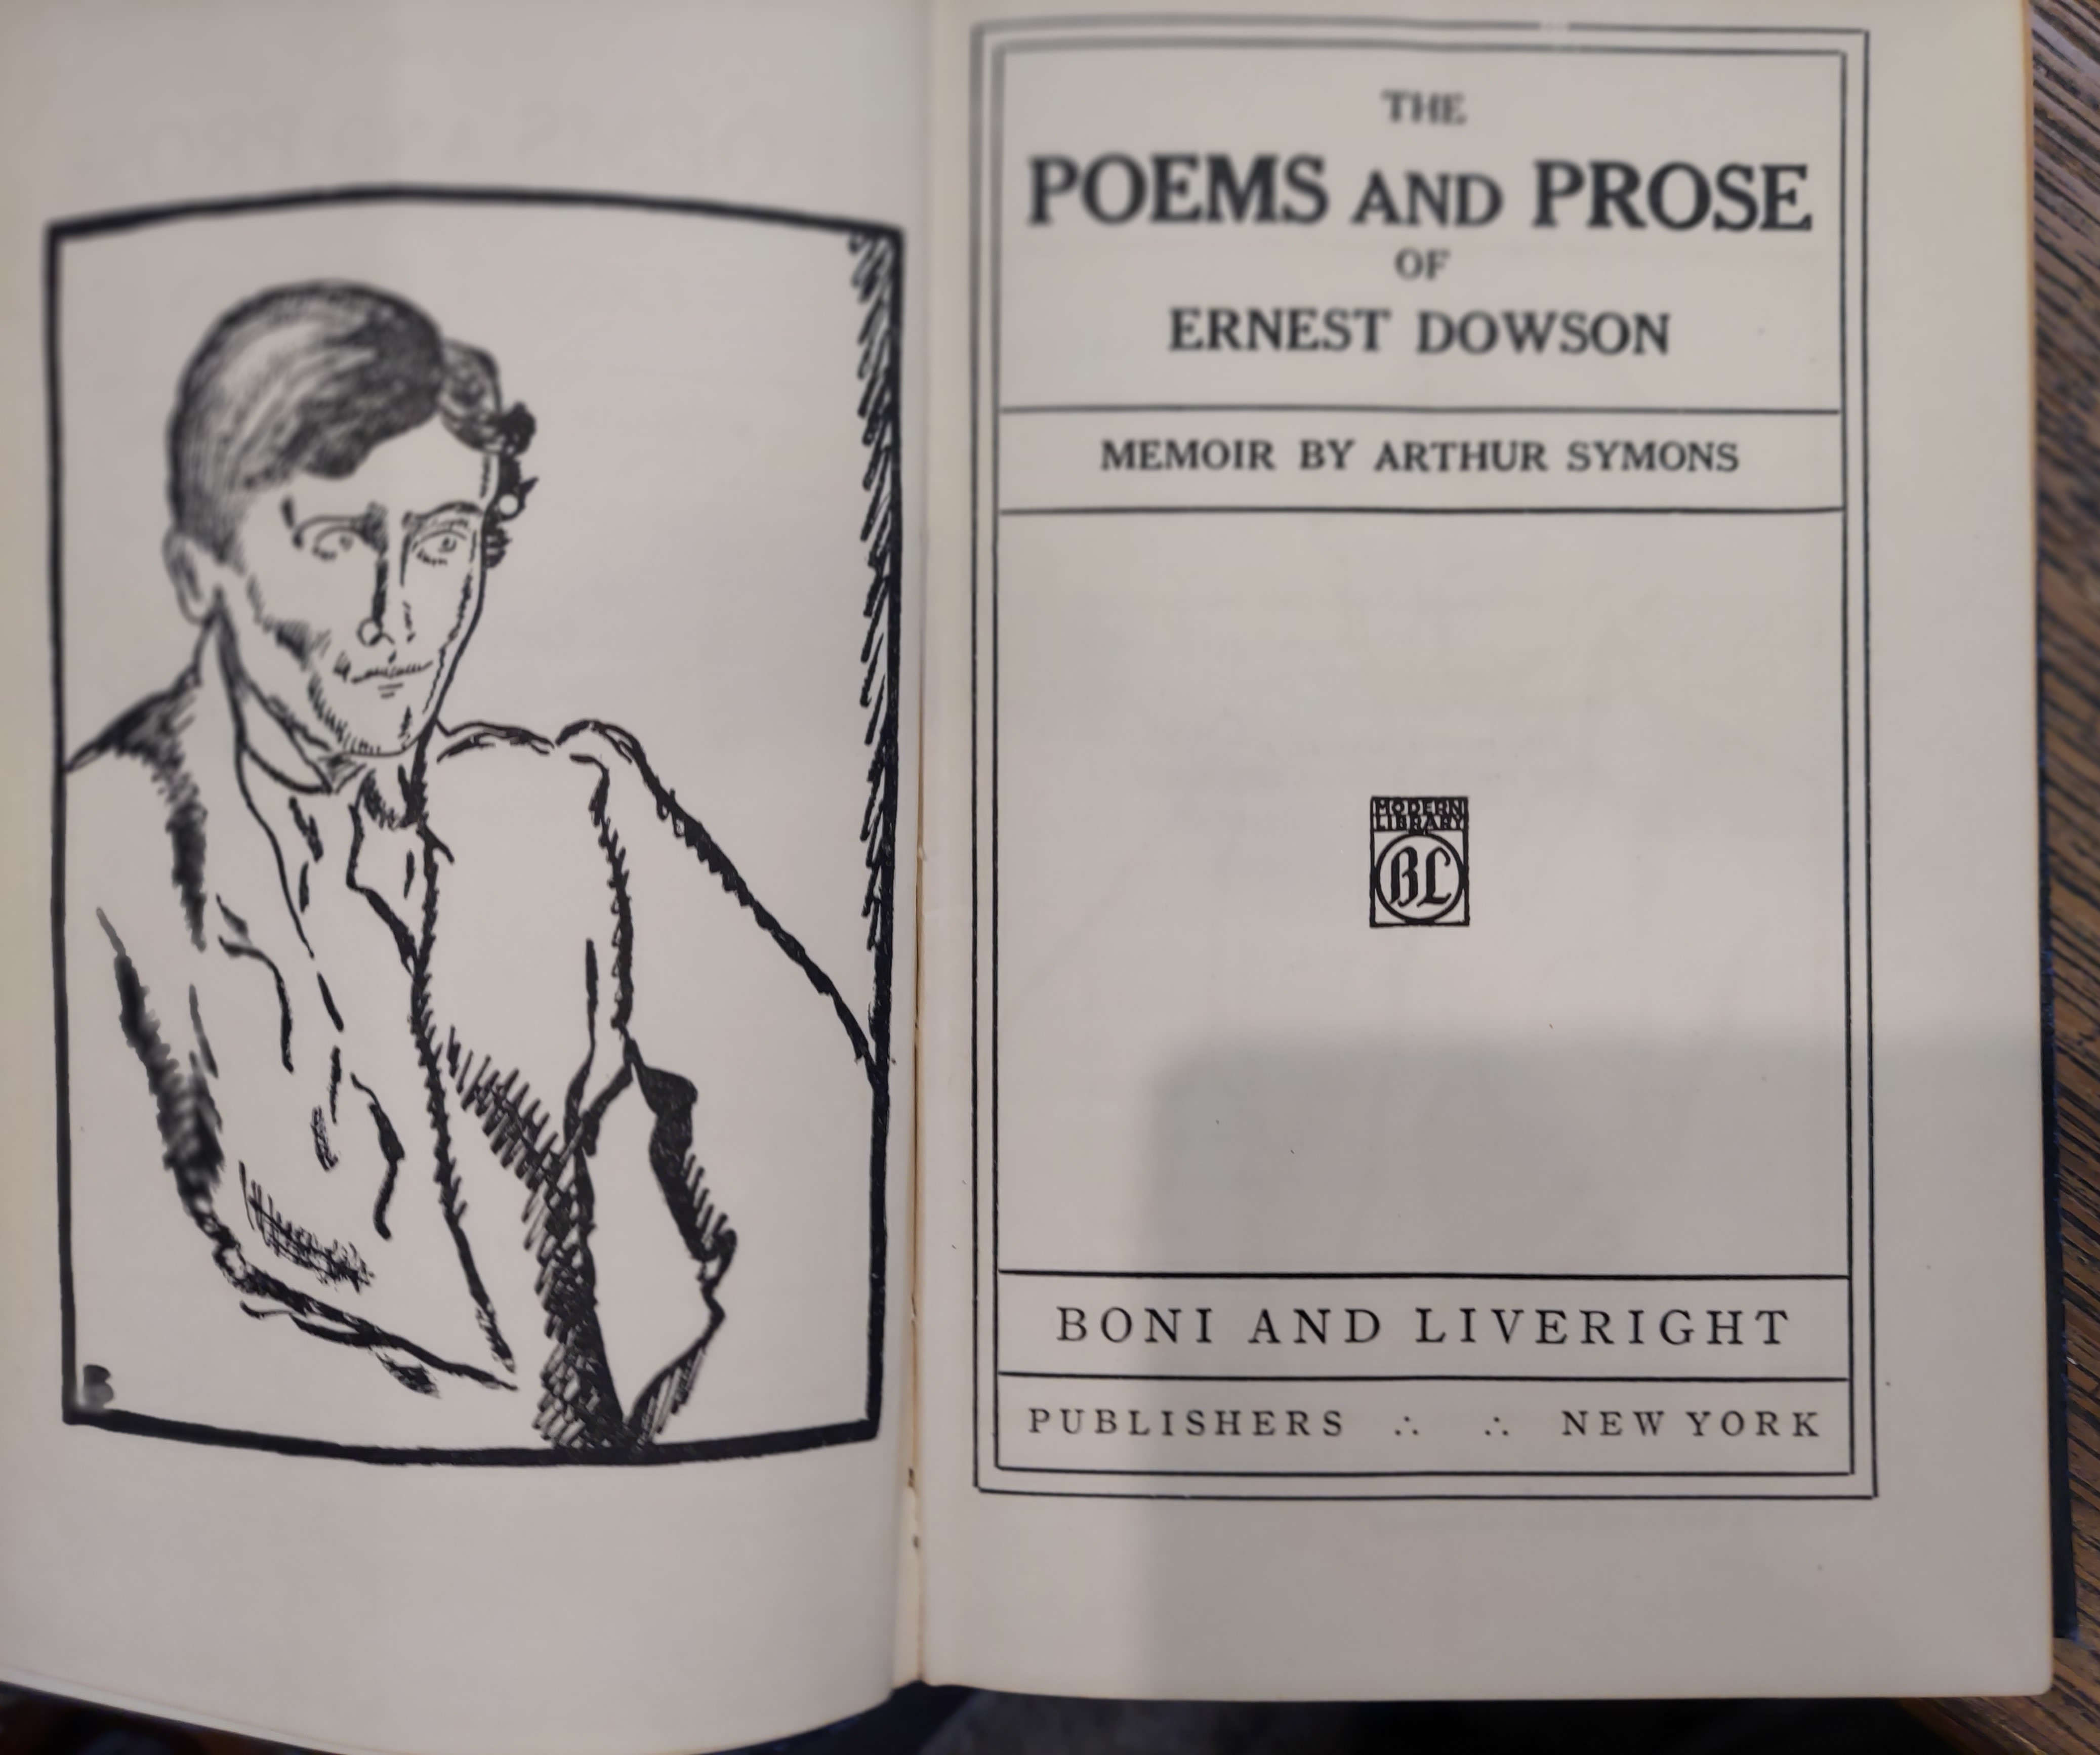 B
THE
POEMS AND PROSE
OF
ERNEST DOWSON
MEMOIR BY ARTHUR SYMONS
MODERN
LIBRARY
BL
BONI AND LIVERIGHT
PUBLISHERS ∴ ∴ NEW YORK